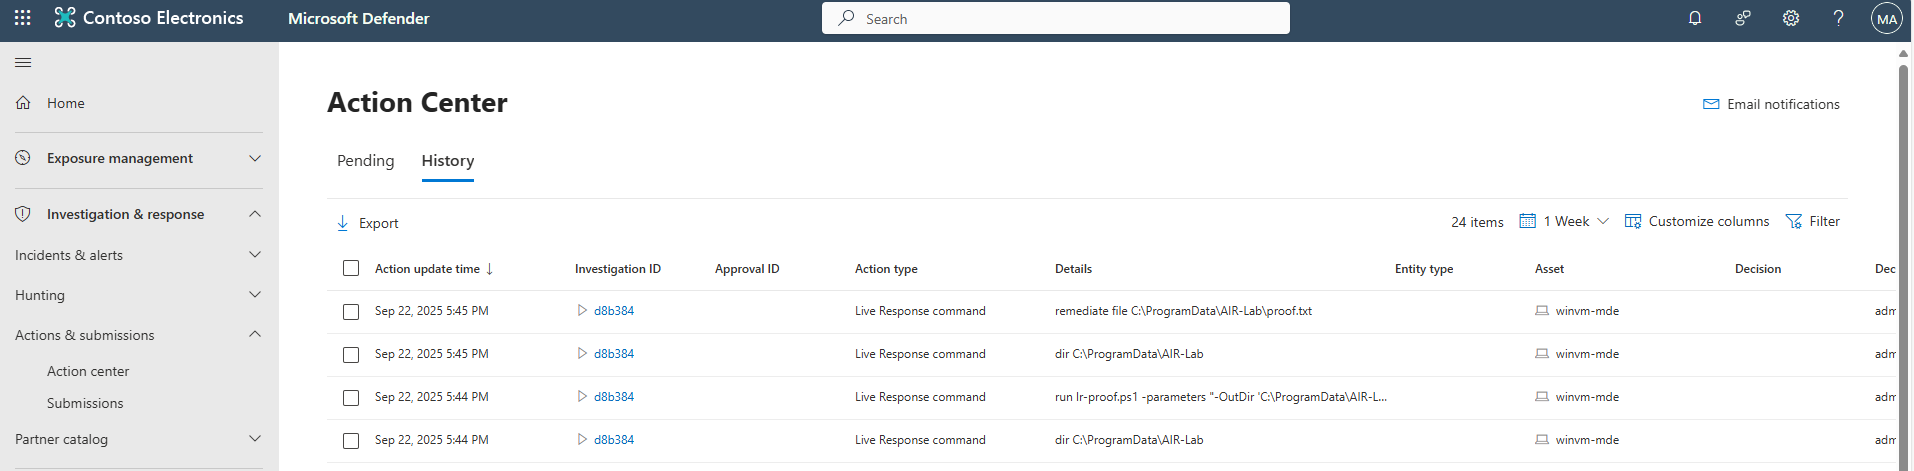 Contoso Electronics Microsoft Defender Search MA
Home
Exposure management
Investigation & response
Incidents & alerts
Hunting
Actions & submissions
Action center
Submissions
Partner catalog
Action Center
Email notifications
Pending History
Export 24 items 1 Week Customize columns Filter
Action update time ↓ Investigation ID Approval ID Action type Details Entity type Asset Decision Dec
Sep 22, 2025 5:45 PM d8b384 Live Response command remediate file C:\ProgramData\AIR-Lab\proof.txt winvm-mde adm
Sep 22, 2025 5:45 PM d8b384 Live Response command dir C:\ProgramData\AIR-Lab winvm-mde adm
Sep 22, 2025 5:44 PM d8b384 Live Response command run lr-proof.ps1 -parameters "-OutDir 'C:\ProgramData\AIR-L... winvm-mde adm
Sep 22, 2025 5:44 PM d8b384 Live Response command dir C:\ProgramData\AIR-Lab winvm-mde adm